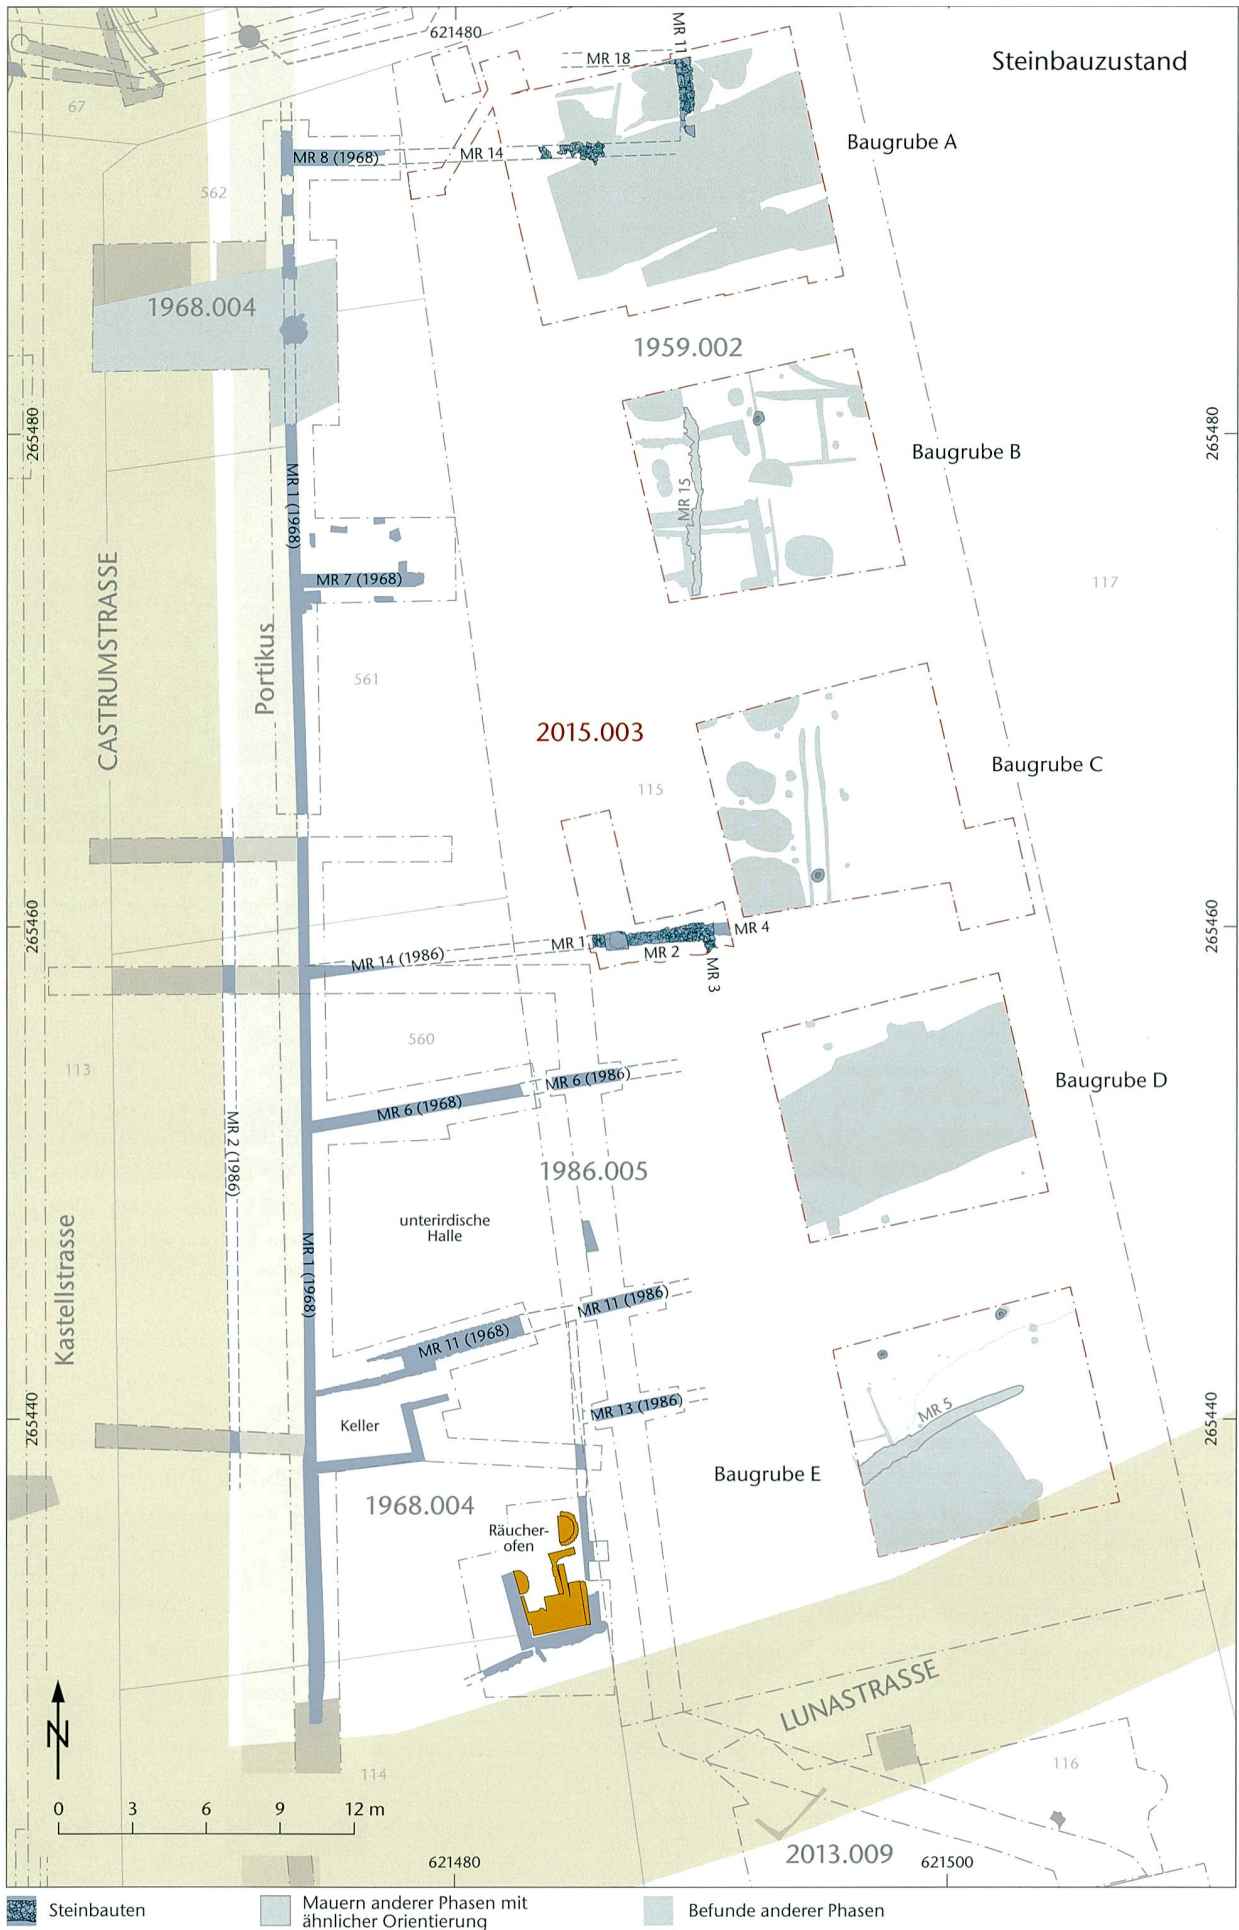 621480
Steinbauzustand
MR 11
MR 18
67
Baugrube A
MR 8 (1968)
MR 14
562
1968.004
1959.002
265480
265480
Baugrube B
MR 1 (1968)
MR 15
CASTRUMSTRASSE
MR 7 (1968)
117
Portikus
561
2015.003
115
Baugrube C
265460
265460
MR 1
MR 4
MR 2
MR 3
MR 14 (1986)
560
113
MR 6 (1986)
MR 6 (1968)
Baugrube D
MR 2 (1986)
1986.005
unterirdische
Halle
Kastellstrasse
MR 1 (1968)
MR 11 (1986)
MR 11 (1968)
265440
265440
MR 13 (1986)
MR 5
Keller
Baugrube E
1968.004
Räucher-
ofen
LUNASTRASSE
N
116
114
0 3 6 9 12 m
2013.009
621480
621500
Steinbauten
Mauern anderer Phasen mit
ähnlicher Orientierung
Befunde anderer Phasen